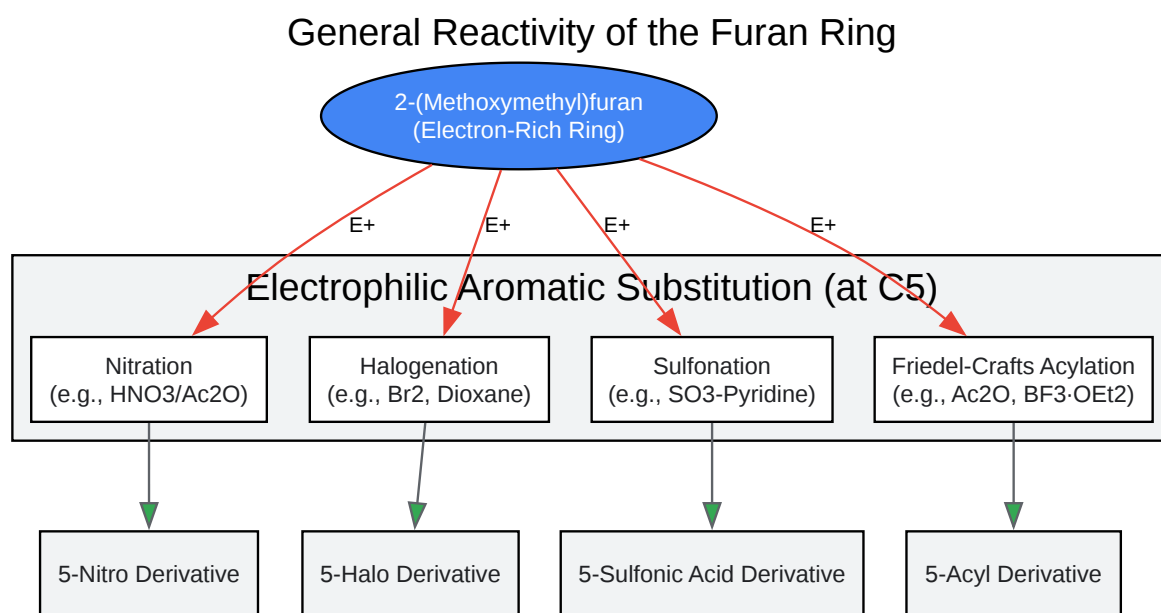 General Reactivity of the Furan Ring
2-(Methoxymethyl)furan
(Electron-Rich Ring)
E+
E+
E+
E+
Electrophilic Aromatic Substitution (at C5)
Nitration
(e.g., HNO3/Ac2O)
Halogenation
(e.g., Br2, Dioxane)
Sulfonation
(e.g., SO3-Pyridine)
Friedel-Crafts Acylation
(e.g., Ac2O, BF3·OEt2)
5-Nitro Derivative
5-Halo Derivative
5-Sulfonic Acid Derivative
5-Acyl Derivative